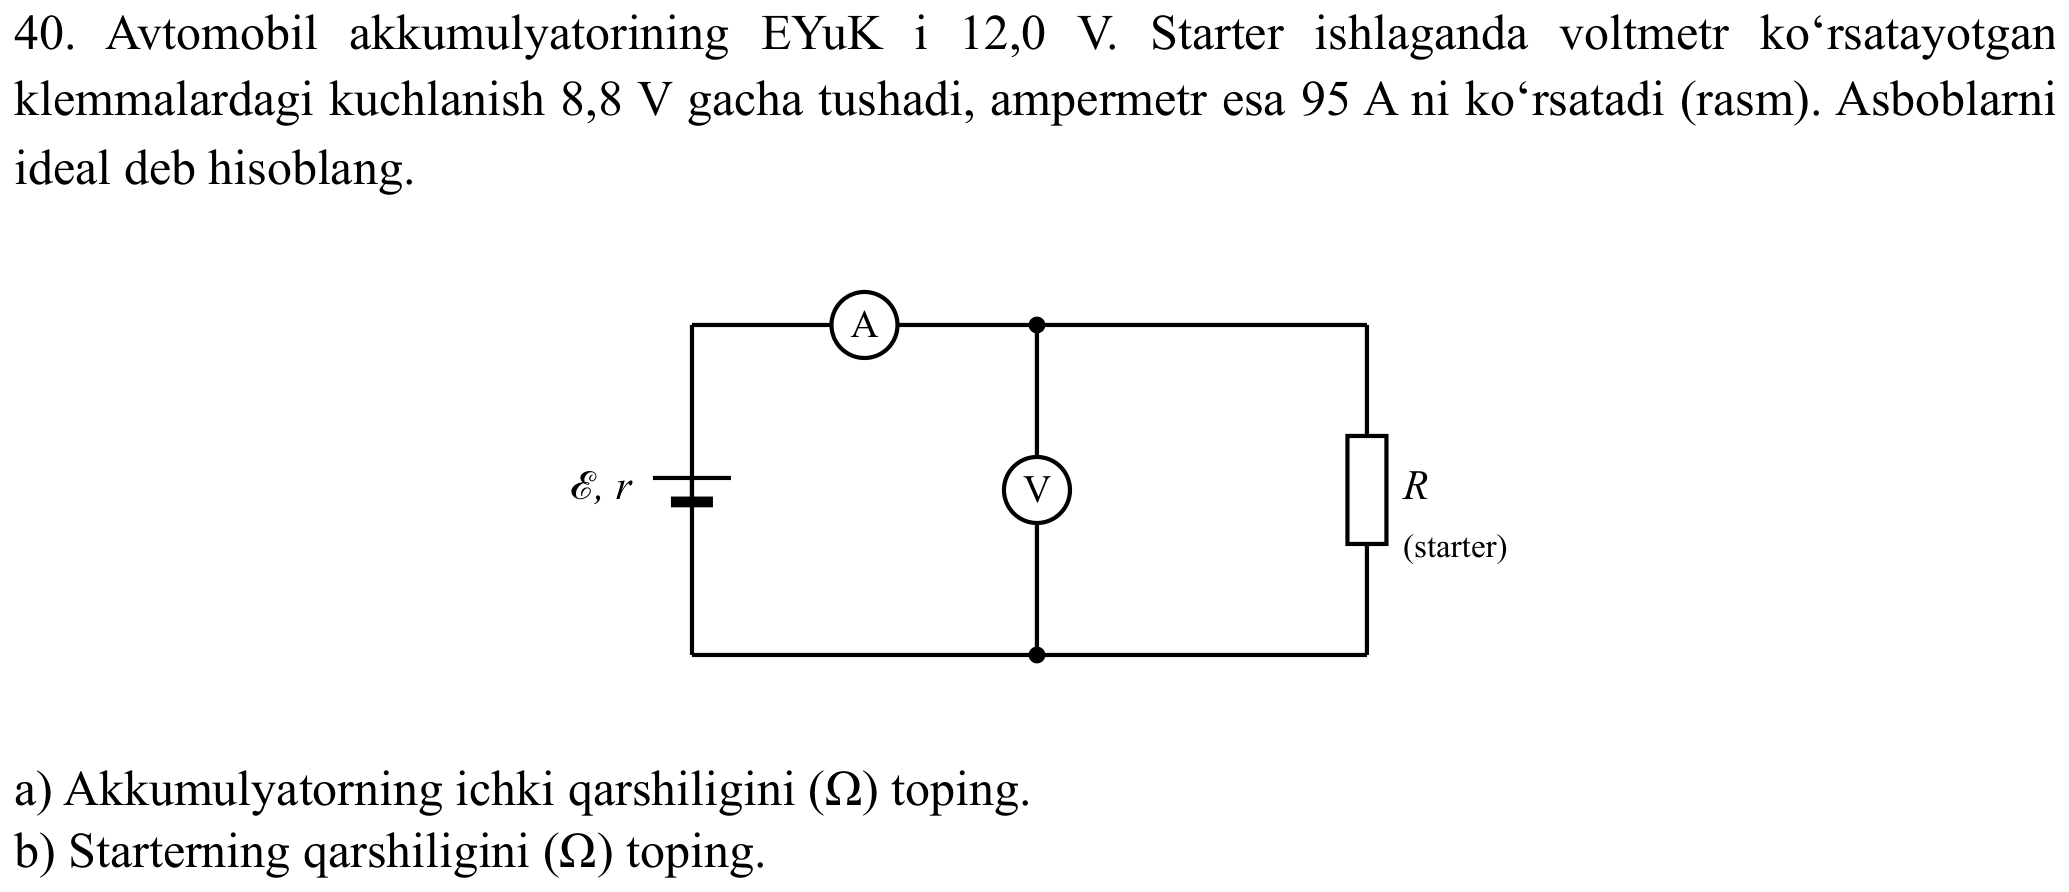 40. Avtomobil akkumulyatorining EYuK i 12,0 V. Starter ishlaganda voltmetr ko‘rsatayotgan
klemmalardagi kuchlanish 8,8 V gacha tushadi, ampermetr esa 95 A ni ko‘rsatadi (rasm). Asboblarni
ideal deb hisoblang.
A
ℰ, r
V
R
(starter)
a) Akkumulyatorning ichki qarshiligini (Ω) toping.
b) Starterning qarshiligini (Ω) toping.